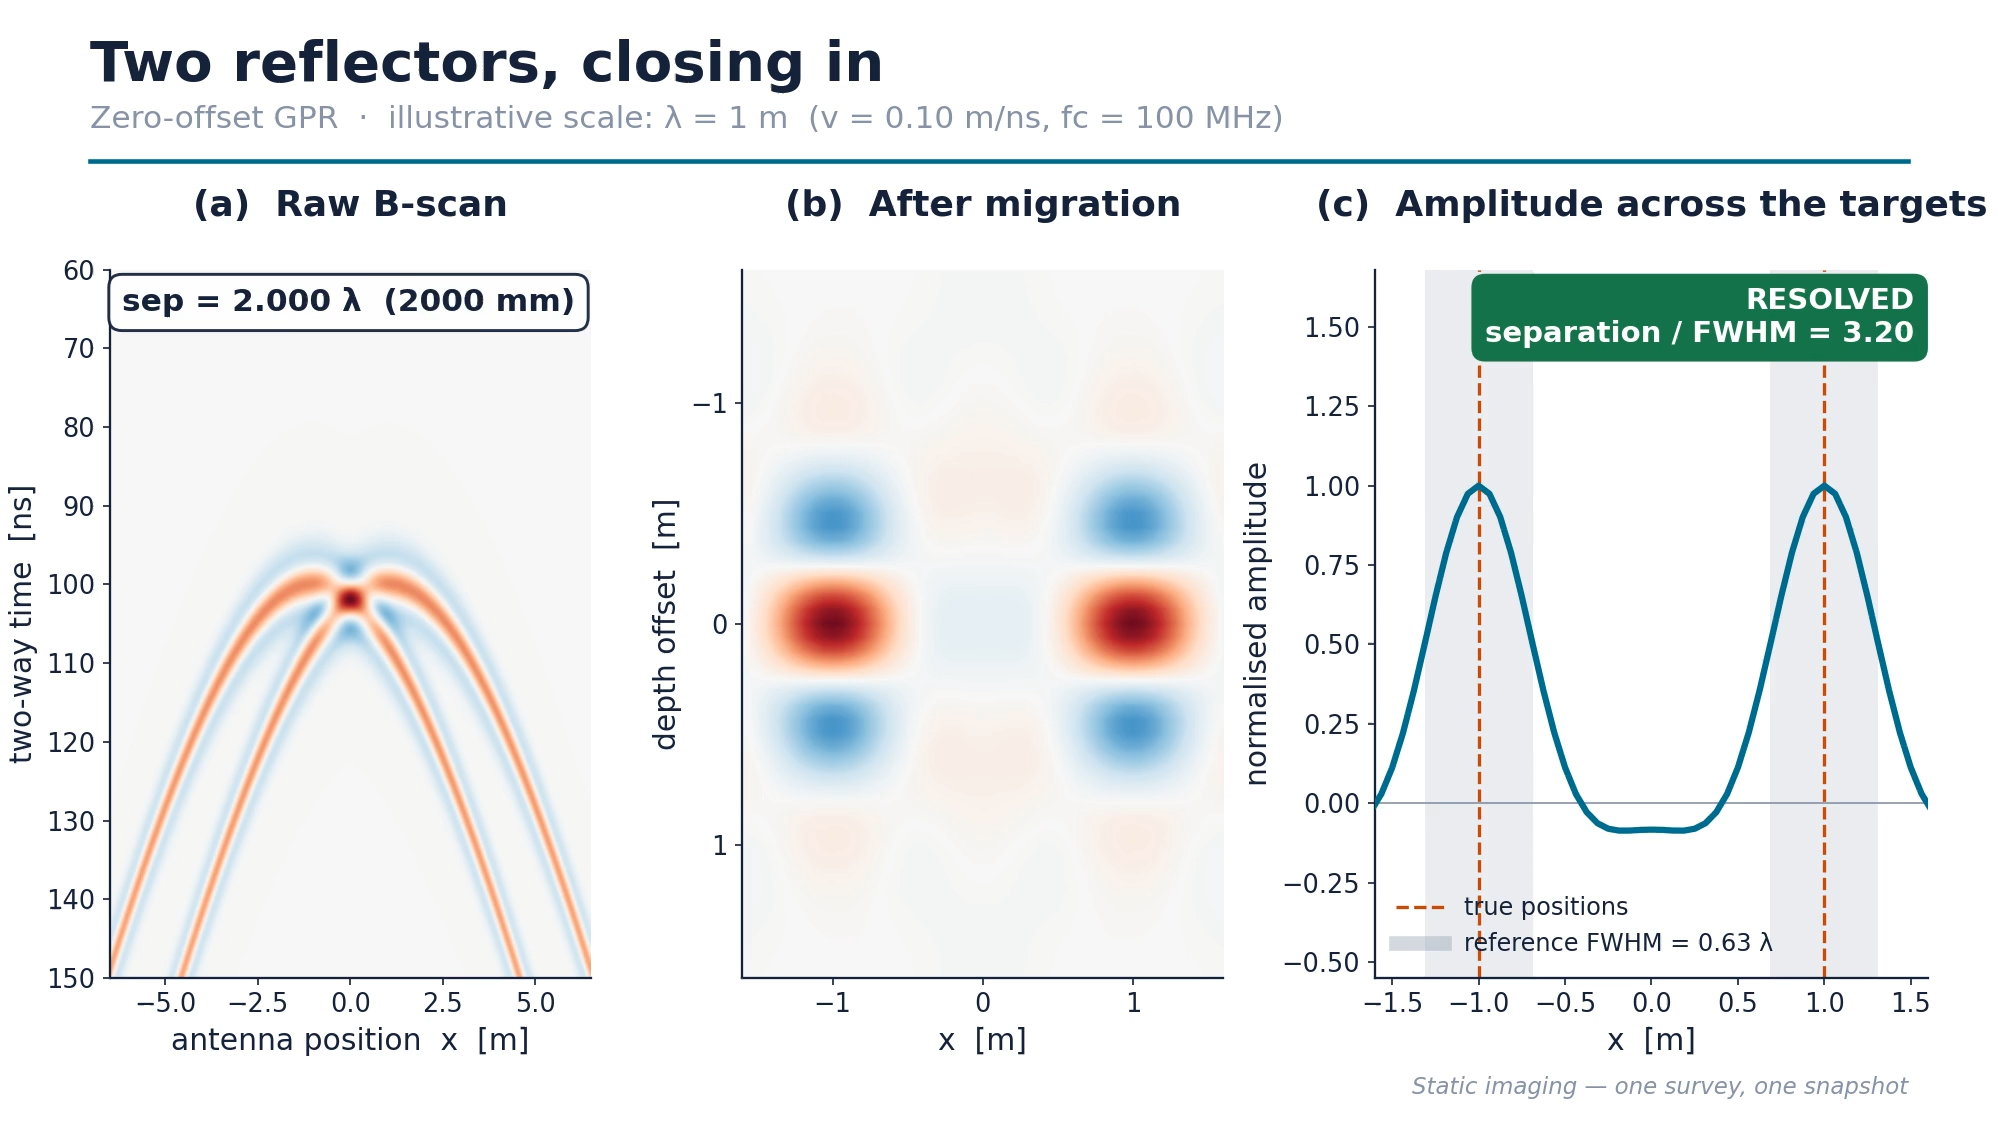 Two reflectors, closing in
Zero-offset GPR · illustrative scale: λ = 1 m (v = 0.10 m/ns, fc = 100 MHz)
(a) Raw B-scan
sep = 2.000 λ (2000 mm)
60
70
80
90
100
110
120
130
140
150
two-way time [ns]
−5.0 −2.5 0.0 2.5 5.0
antenna position x [m]
(b) After migration
−1
0
1
depth offset [m]
−1 0 1
x [m]
(c) Amplitude across the targets
RESOLVED
separation / FWHM = 3.20
1.50
1.25
1.00
0.75
0.50
0.25
0.00
−0.25
−0.50
normalised amplitude
true positions
reference FWHM = 0.63 λ
−1.5 −1.0 −0.5 0.0 0.5 1.0 1.5
x [m]
Static imaging — one survey, one snapshot